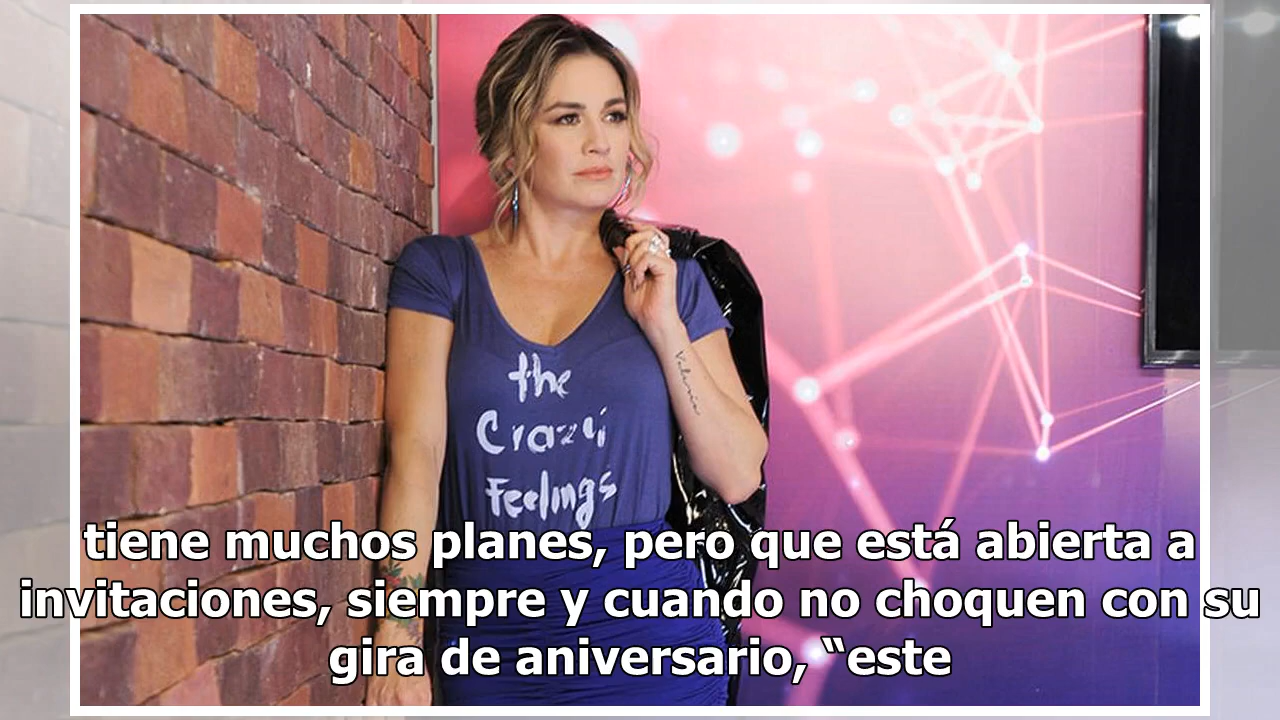 the
Crazy
Feelings
Valeria
tiene muchos planes, pero que está abierta a
invitaciones, siempre y cuando no choquen con su
gira de aniversario, “este